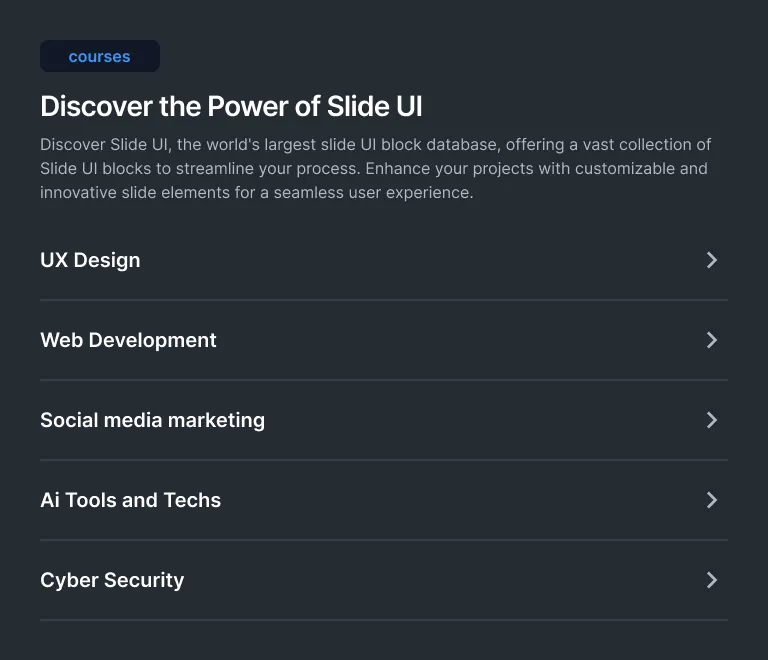 courses
Discover the Power of Slide UI
Discover Slide UI, the world's largest slide UI block database, offering a vast collection of
Slide UI blocks to streamline your process. Enhance your projects with customizable and
innovative slide elements for a seamless user experience.
UX Design
Web Development
Social media marketing
Ai Tools and Techs
Cyber Security